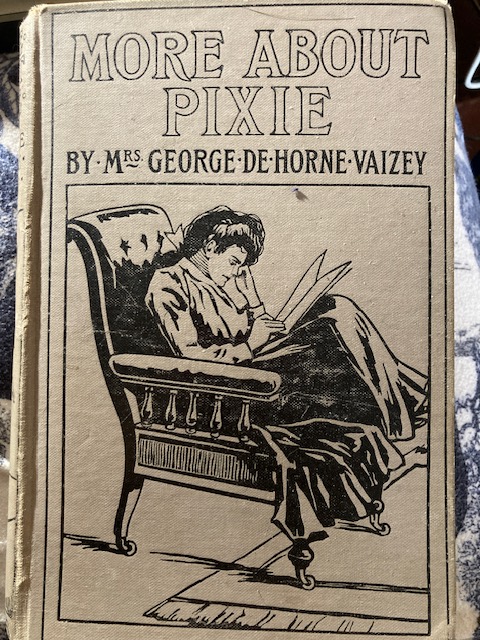 MORE ABOUT
PIXIE
BY·MRS GEORGE·DE·HORNE·VAIZEY